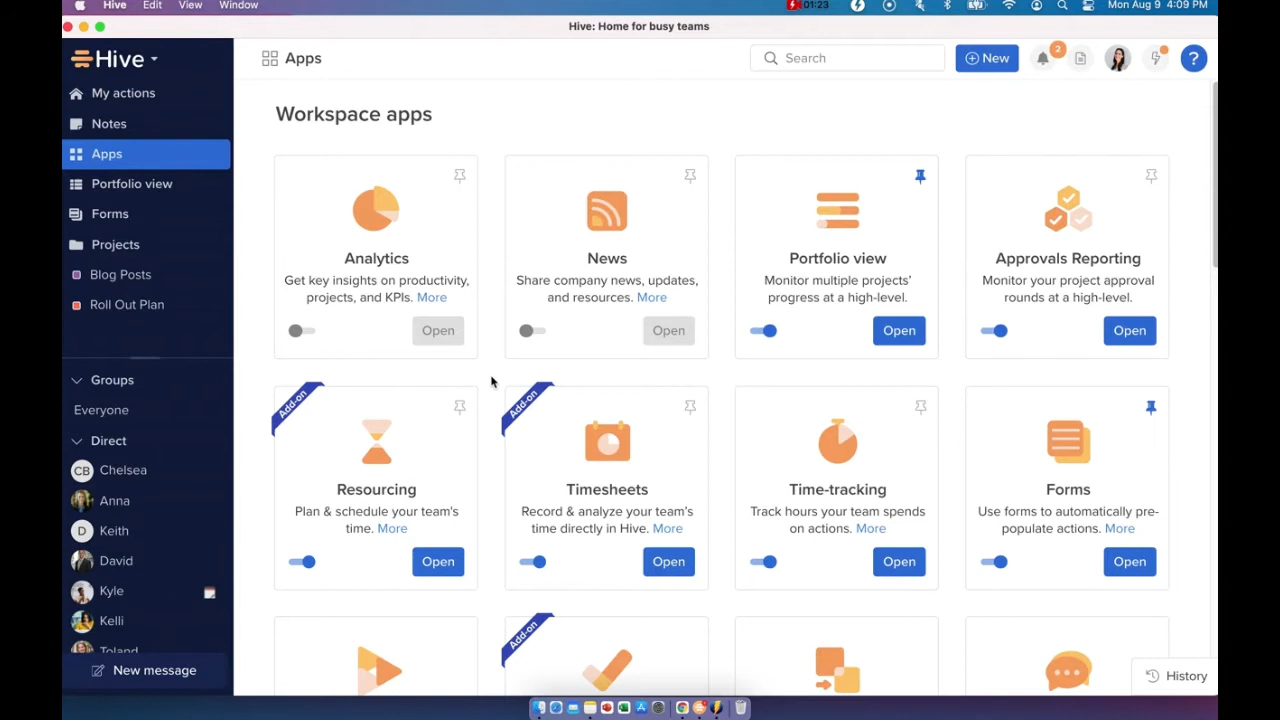 Hive Edit View Window
01:23
Mon Aug 9 4:09 PM
Hive: Home for busy teams
Hive
Apps
Search
New
2
?
My actions
Notes
Apps
Portfolio view
Forms
Projects
Blog Posts
Roll Out Plan
Groups
Everyone
Direct
CB Chelsea
Anna
D Keith
David
Kyle
Kelli
Toland
New message
Workspace apps
Analytics
Get key insights on productivity,
projects, and KPIs. More
Open
News
Share company news, updates,
and resources. More
Open
Portfolio view
Monitor multiple projects'
progress at a high-level.
Open
Approvals Reporting
Monitor your project approval
rounds at a high-level.
Open
Add-on
Resourcing
Plan & schedule your team's
time. More
Open
Add-on
Timesheets
Record & analyze your team's
time directly in Hive. More
Open
Time-tracking
Track hours your team spends
on actions. More
Open
Forms
Use forms to automatically pre-
populate actions. More
Open
Add-on
History